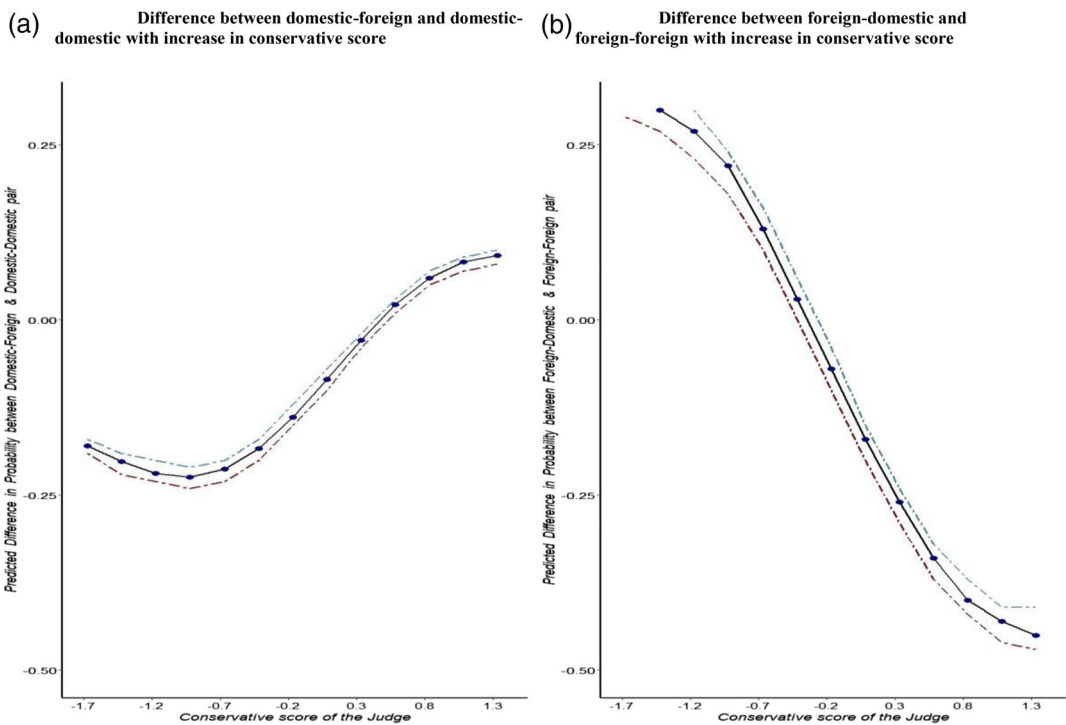 (a)
Difference between domestic-foreign and domestic-
domestic with increase in conservative score
Predicted Difference in Probability between Domestic-Foreign & Domestic-Domestic pair
0.25
0.00
-0.25
-0.50
-1.7 -1.2 -0.7 -0.2 0.3 0.8 1.3
Conservative score of the Judge
(b)
Difference between foreign-domestic and
foreign-foreign with increase in conservative score
Predicted Difference in Probability between Foreign-Domestic & Foreign-Foreign pair
0.25
0.00
-0.25
-0.50
-1.7 -1.2 -0.7 -0.2 0.3 0.8 1.3
Conservative score of the Judge